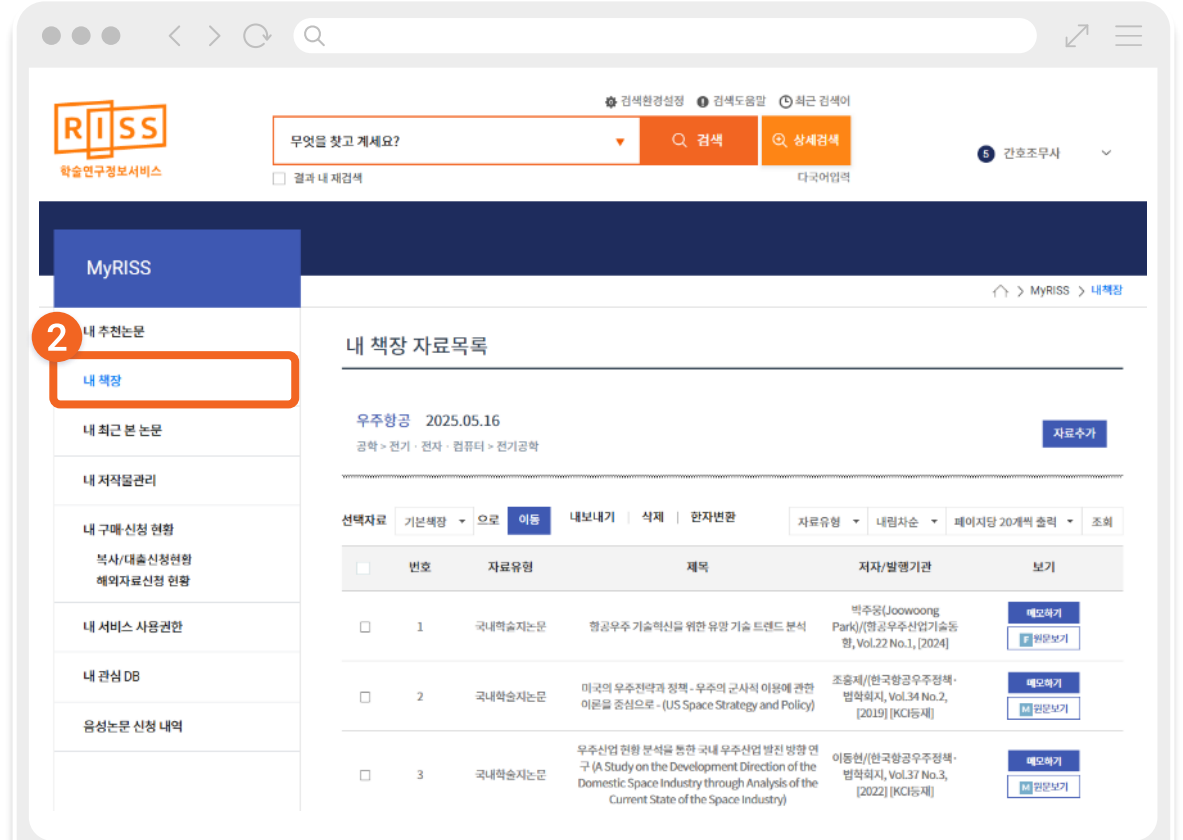 검색환경설정 검색도움말 최근 검색어
RISS
학술연구정보서비스
무엇을 찾고 계세요? ▼ 검색 상세검색
결과 내 재검색 다국어입력
5 간호조무사
MyRISS
> MyRISS > 내책장
2
내 추천논문
내 책장
내 최근 본 논문
내 저작물관리
내 구매·신청 현황
복사/대출신청현황
해외자료신청 현황
내 서비스 사용권한
내 관심 DB
음성논문 신청 내역
내 책장 자료목록
우주항공 2025.05.16
공학 > 전기 · 전자 · 컴퓨터 > 전기공학
자료추가
선택자료 기본책장 ▼ 으로 이동 내보내기 | 삭제 | 한자변환 자료유형 ▼ 내림차순 ▼ 페이지당 20개씩 출력 ▼ 조회
번호 자료유형 제목 저자/발행기관 보기
1 국내학술지논문
항공우주 기술혁신을 위한 유망 기술 트렌드 분석
박주웅(Joowoong
Park)/(항공우주산업기술동
향, Vol.22 No.1, [2024]
메모하기
F 원문보기
2 국내학술지논문
미국의 우주전략과 정책 - 우주의 군사적 이용에 관한
이론을 중심으로 - (US Space Strategy and Policy)
조홍제/(한국항공우주정책·
법학회지, Vol.34 No.2,
[2019] [KCI등재]
메모하기
M 원문보기
3 국내학술지논문
우주산업 현황 분석을 통한 국내 우주산업 발전 방향 연
구 (A Study on the Development Direction of the
Domestic Space Industry through Analysis of the
Current State of the Space Industry)
이동현/(한국항공우주정책·
법학회지, Vol.37 No.3,
[2022] [KCI등재]
메모하기
M 원문보기